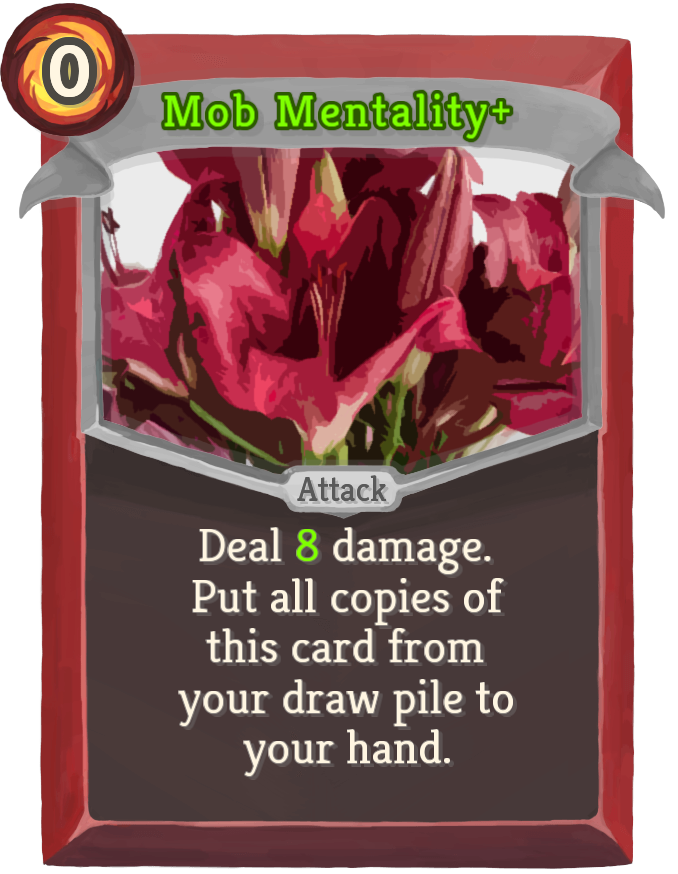 0
Mob Mentality+
Attack
Deal 8 damage.
Put all copies of
this card from
your draw pile to
your hand.